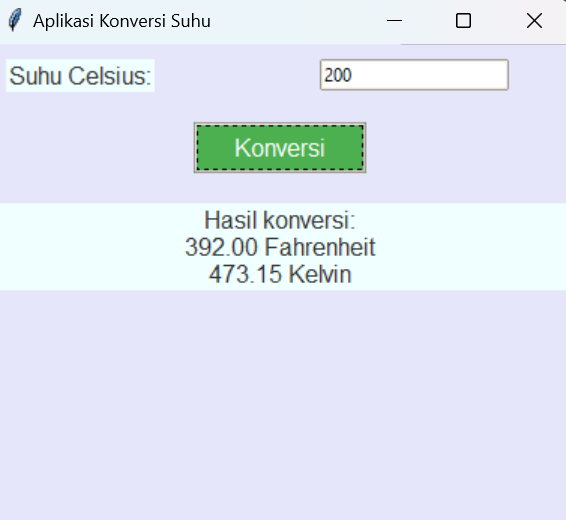 Aplikasi Konversi Suhu
Suhu Celsius:
200
Konversi
Hasil konversi:
392.00 Fahrenheit
473.15 Kelvin